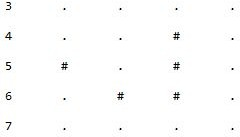 3 . . . .
4 . . # .
5 # . # .
6 . # # .
7 . . . .